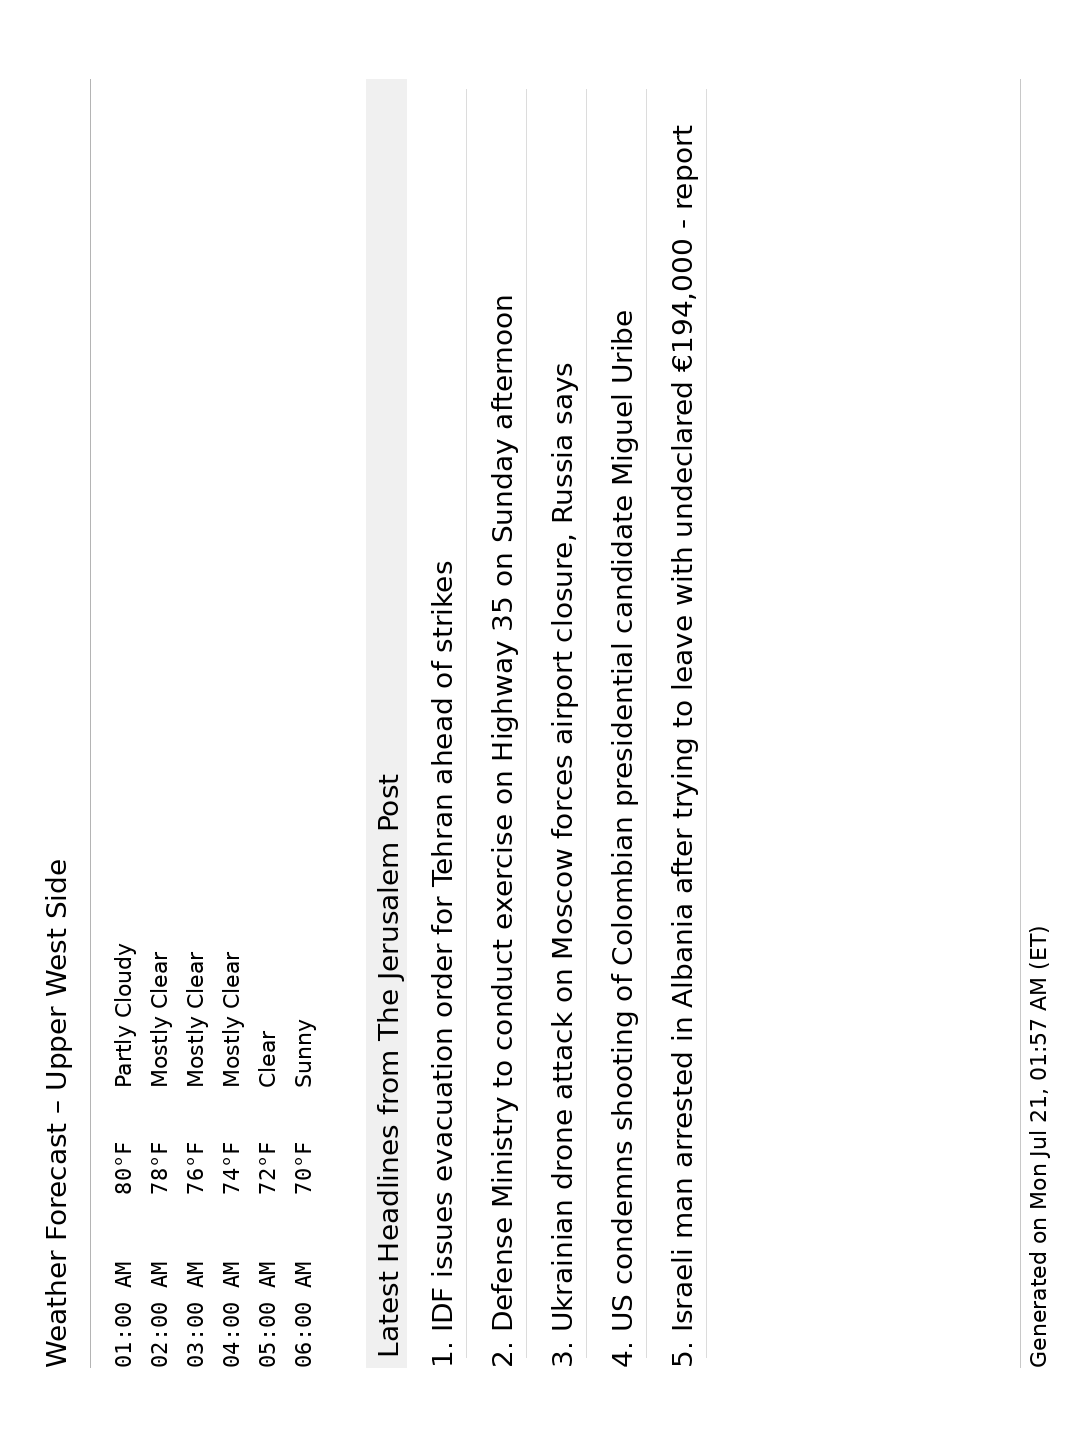 Weather Forecast – Upper West Side
01:00 AM 80°F Partly Cloudy
02:00 AM 78°F Mostly Clear
03:00 AM 76°F Mostly Clear
04:00 AM 74°F Mostly Clear
05:00 AM 72°F Clear
06:00 AM 70°F Sunny
Latest Headlines from The Jerusalem Post
1. IDF issues evacuation order for Tehran ahead of strikes
2. Defense Ministry to conduct exercise on Highway 35 on Sunday afternoon
3. Ukrainian drone attack on Moscow forces airport closure, Russia says
4. US condemns shooting of Colombian presidential candidate Miguel Uribe
5. Israeli man arrested in Albania after trying to leave with undeclared €194,000 - report
Generated on Mon Jul 21, 01:57 AM (ET)